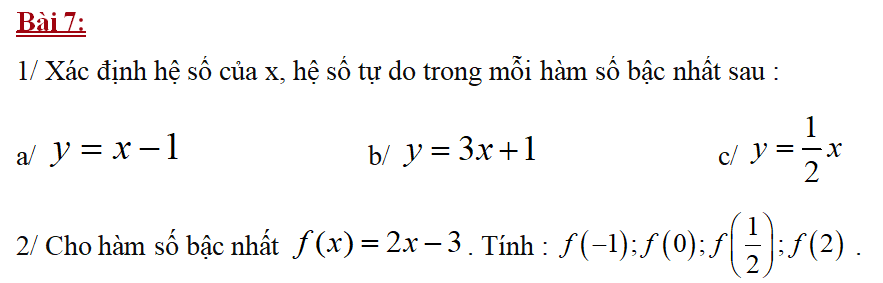 Bài 7:
1/ Xác định hệ số của x, hệ số tự do trong mỗi hàm số bậc nhất sau :
a/ y = x − 1 b/ y = 3x + 1 c/ y = \frac{1}{2}x
2/ Cho hàm số bậc nhất f(x) = 2x − 3 . Tính : f(−1); f(0); f(\frac{1}{2}); f(2) .